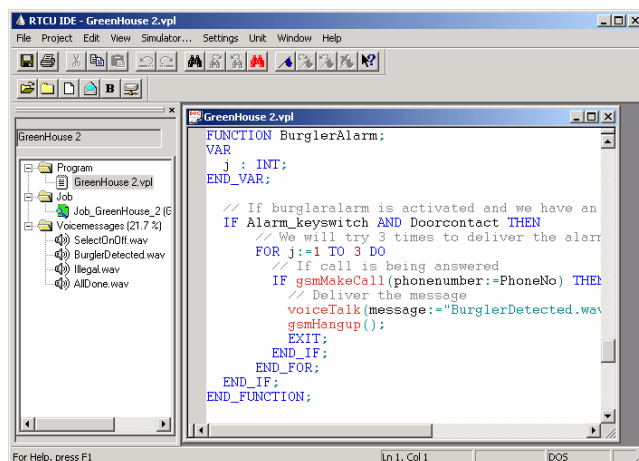 RTCU IDE - GreenHouse 2.vpl
File Project Edit View Simulator... Settings Unit Window Help
B
GreenHouse 2
Program
GreenHouse 2.vpl
Job
Job_GreenHouse_2 (G
Voicemessages (21.7 %)
SelectOnOff.wav
BurglerDetected.wav
Illegal.wav
AllDone.wav
GreenHouse 2.vpl
FUNCTION BurglerAlarm;
VAR
j : INT;
END_VAR;
// If burglaralarm is activated and we have an
IF Alarm_keyswitch AND Doorcontact THEN
// We will try 3 times to deliver the alarm
FOR j:=1 TO 3 DO
// If call is being answered
IF gsmMakeCall(phonenumber:=PhoneNo) THEN
// Deliver the message
voiceTalk(message:="BurglerDetected.wav
gsmHangup();
EXIT;
END_IF;
END_FOR;
END_IF;
END_FUNCTION;
For Help, press F1
Ln 1, Col 1
DOS